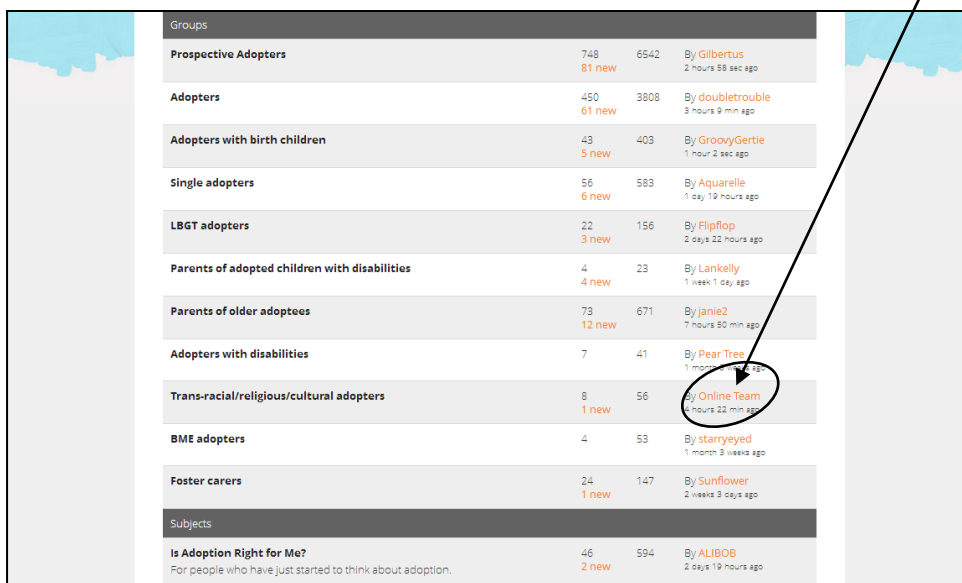 Groups
Prospective Adopters 748 6542 By Gilbertus
81 new 2 hours 58 sec ago
Adopters 450 3808 By doubletrouble
61 new 3 hours 9 min ago
Adopters with birth children 43 403 By GroovyGertie
5 new 1 hour 2 sec ago
Single adopters 56 583 By Aquarelle
6 new 1 day 19 hours ago
LBGT adopters 22 156 By Flipflop
3 new 2 days 22 hours ago
Parents of adopted children with disabilities 4 23 By Lankelly
4 new 1 week 1 day ago
Parents of older adoptees 73 671 By janie2
12 new 7 hours 50 min ago
Adopters with disabilities 7 41 By Pear Tree
1 month weeks ago
Trans-racial/religious/cultural adopters 8 56 By Online Team
1 new 4 hours 22 min ago
BME adopters 4 53 By starryeyed
1 month 3 weeks ago
Foster carers 24 147 By Sunflower
1 new 2 weeks 3 days ago
Subjects
Is Adoption Right for Me? 46 594 By ALIBOB
For people who have just started to think about adoption. 2 new 2 days 19 hours ago